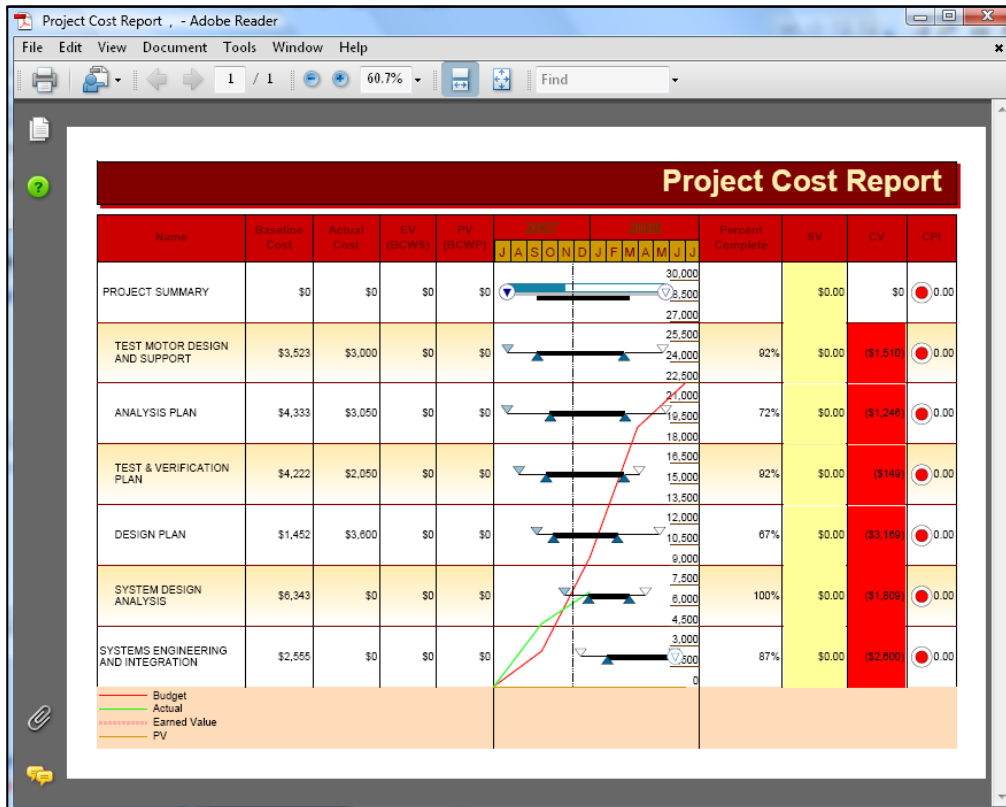 Project Cost Report , - Adobe Reader
File Edit View Document Tools Window Help
1 / 1 60.7% Find
Project Cost Report
Name Baseline Cost Actual Cost EV (BCWS) PV (BCWP) 2007 2008 Percent Complete SV CV CPI
J A S O N D J F M A M J J
30,000
PROJECT SUMMARY $0 $0 $0 $0 8,500 $0.00 $0 0.00
27,000
25,500
TEST MOTOR DESIGN AND SUPPORT $3,523 $3,000 $0 $0 24,000 92% $0.00 ($1,510) 0.00
22,500
21,000
ANALYSIS PLAN $4,333 $3,050 $0 $0 19,500 72% $0.00 ($1,246) 0.00
18,000
16,500
TEST & VERIFICATION PLAN $4,222 $2,050 $0 $0 15,000 92% $0.00 ($149) 0.00
13,500
12,000
DESIGN PLAN $1,452 $3,600 $0 $0 10,500 67% $0.00 ($3,169) 0.00
9,000
7,500
SYSTEM DESIGN ANALYSIS $6,343 $0 $0 $0 6,000 100% $0.00 ($1,809) 0.00
4,500
3,000
SYSTEMS ENGINEERING AND INTEGRATION $2,555 $0 $0 $0 500 87% $0.00 ($2,600) 0.00
0
Budget
Actual
Earned Value
PV